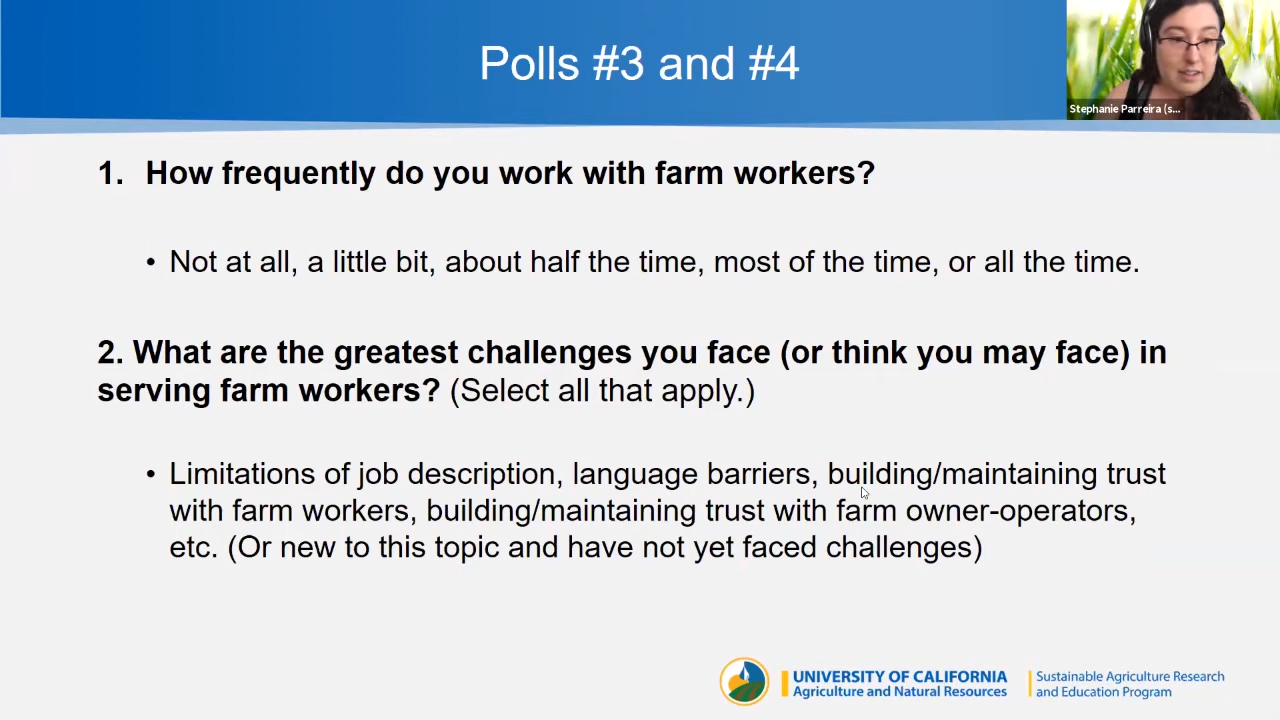 Polls #3 and #4
Stephanie Parreira (s...
1. How frequently do you work with farm workers?
• Not at all, a little bit, about half the time, most of the time, or all the time.
2. What are the greatest challenges you face (or think you may face) in
serving farm workers? (Select all that apply.)
• Limitations of job description, language barriers, building/maintaining trust
with farm workers, building/maintaining trust with farm owner-operators,
etc. (Or new to this topic and have not yet faced challenges)
UNIVERSITY OF CALIFORNIA
Agriculture and Natural Resources
Sustainable Agriculture Research
and Education Program